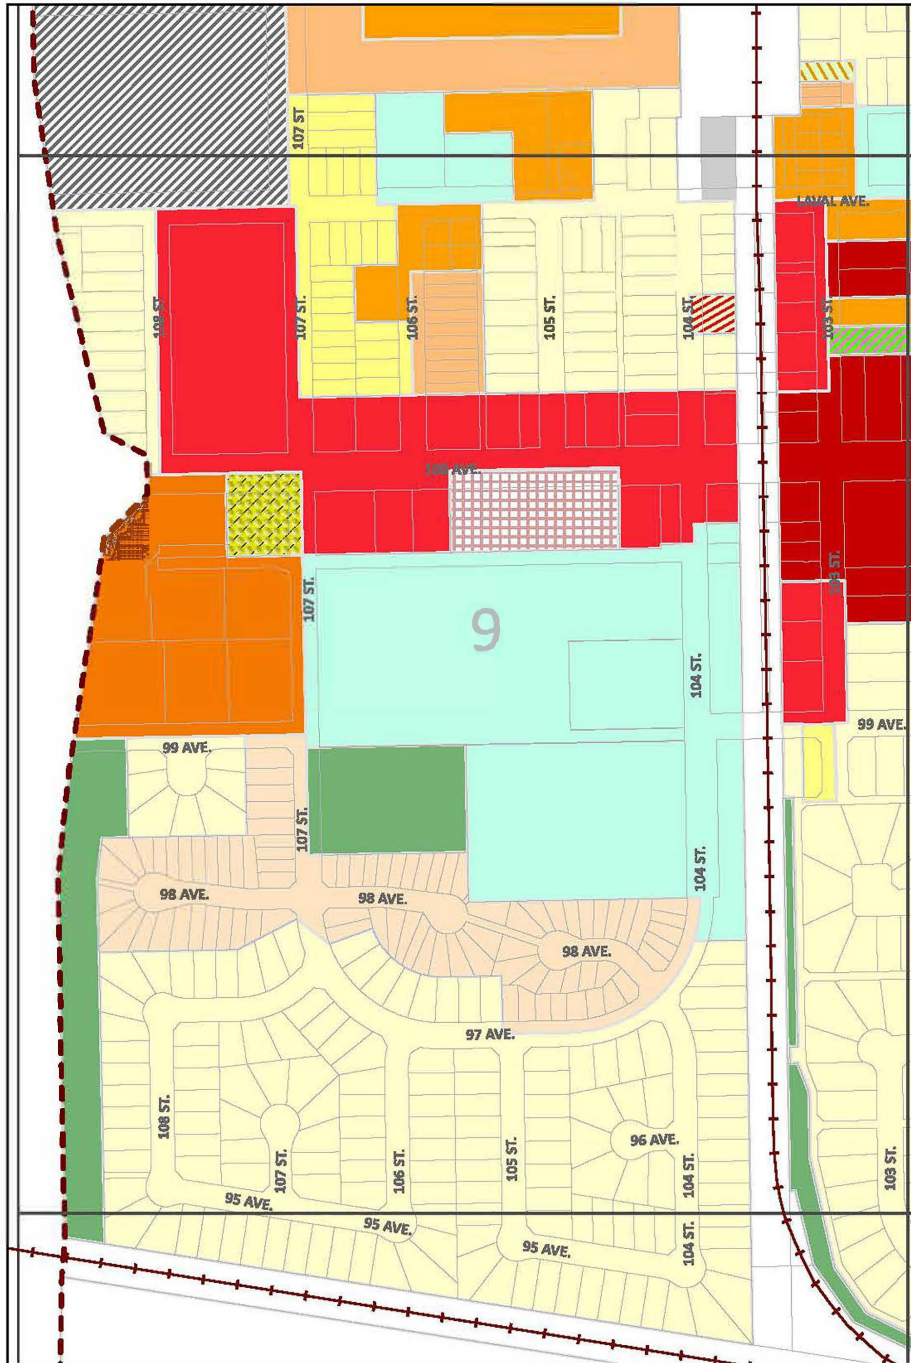 107 ST
LAVAL AVE.
108 ST.
107 ST.
106 ST.
105 ST.
104 ST.
103 ST.
100 AVE.
103 ST.
107 ST.
9
104 ST.
99 AVE.
99 AVE.
107 ST.
104 ST.
98 AVE.
98 AVE.
98 AVE.
97 AVE.
108 ST.
96 AVE.
107 ST.
106 ST.
105 ST.
104 ST.
103 ST.
95 AVE.
95 AVE.
95 AVE.
104 ST.